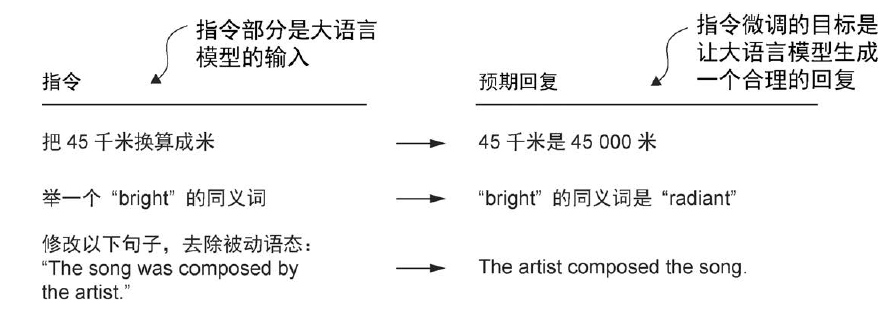 指令部分是大语言
模型的输入
指令微调的目标是
让大语言模型生成
一个合理的回复
指令
预期回复
把 45 千米换算成米
45 千米是 45 000 米
举一个 “bright” 的同义词
“bright” 的同义词是 “radiant”
修改以下句子，去除被动语态：
“The song was composed by
the artist.”
The artist composed the song.